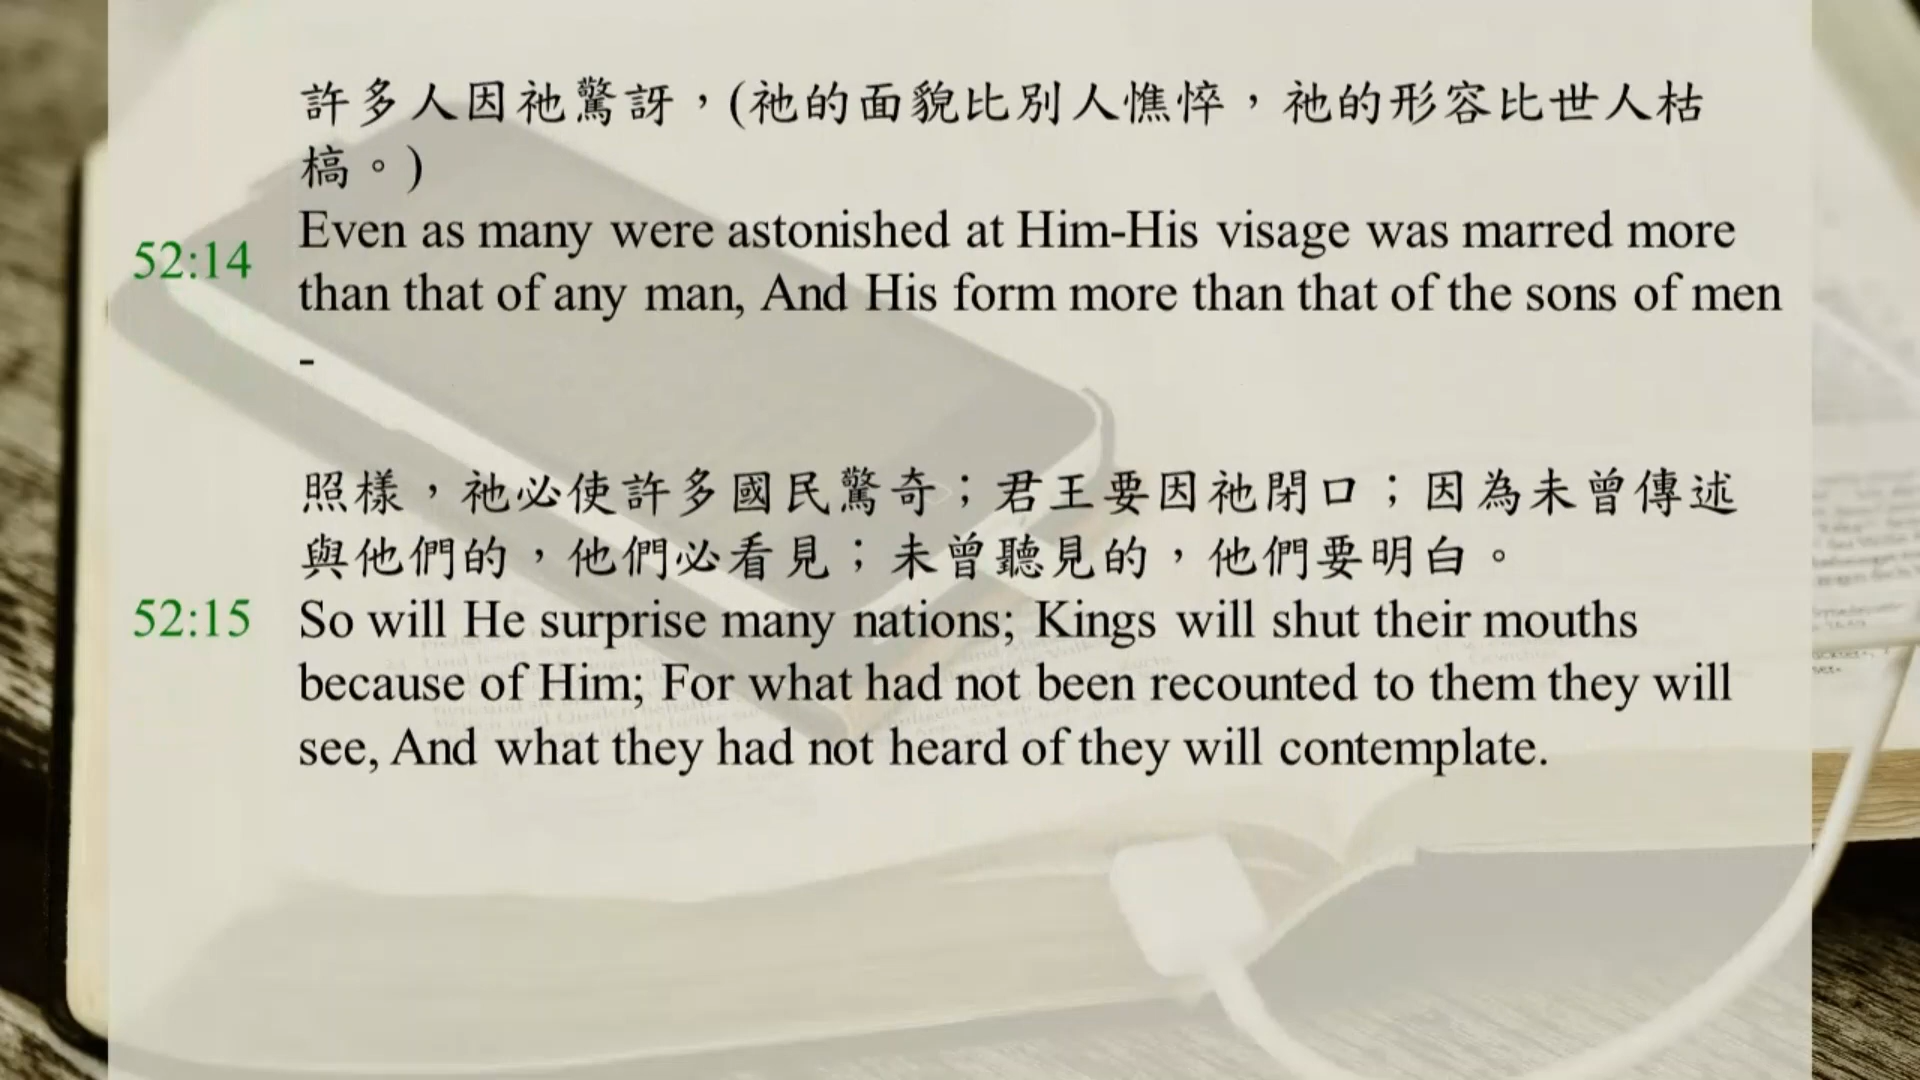 許多人因祂驚訝，(祂的面貌比別人憔悴，祂的形容比世人枯
槁。)
52:14
Even as many were astonished at Him-His visage was marred more
than that of any man, And His form more than that of the sons of men
-
照樣，祂必使許多國民驚奇；君王要因祂閉口；因為未曾傳述
與他們的，他們必看見；未曾聽見的，他們要明白。
52:15
So will He surprise many nations; Kings will shut their mouths
because of Him; For what had not been recounted to them they will
see, And what they had not heard of they will contemplate.